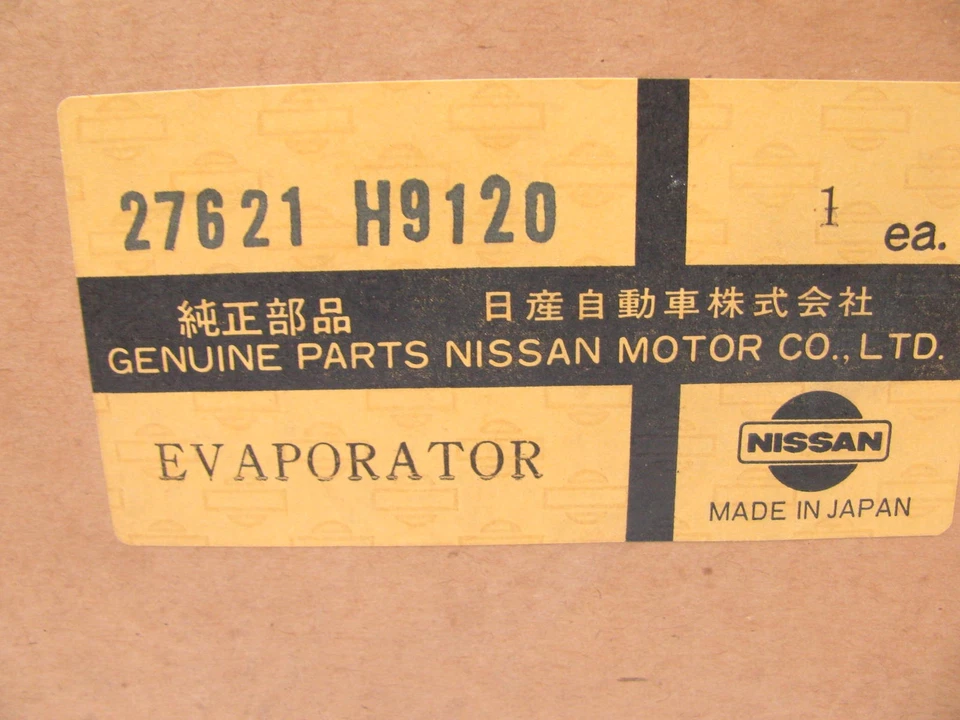 27621 H9120
1 ea.
純正部品 日産自動車株式会社
GENUINE PARTS NISSAN MOTOR CO., LTD.
EVAPORATOR
NISSAN
MADE IN JAPAN